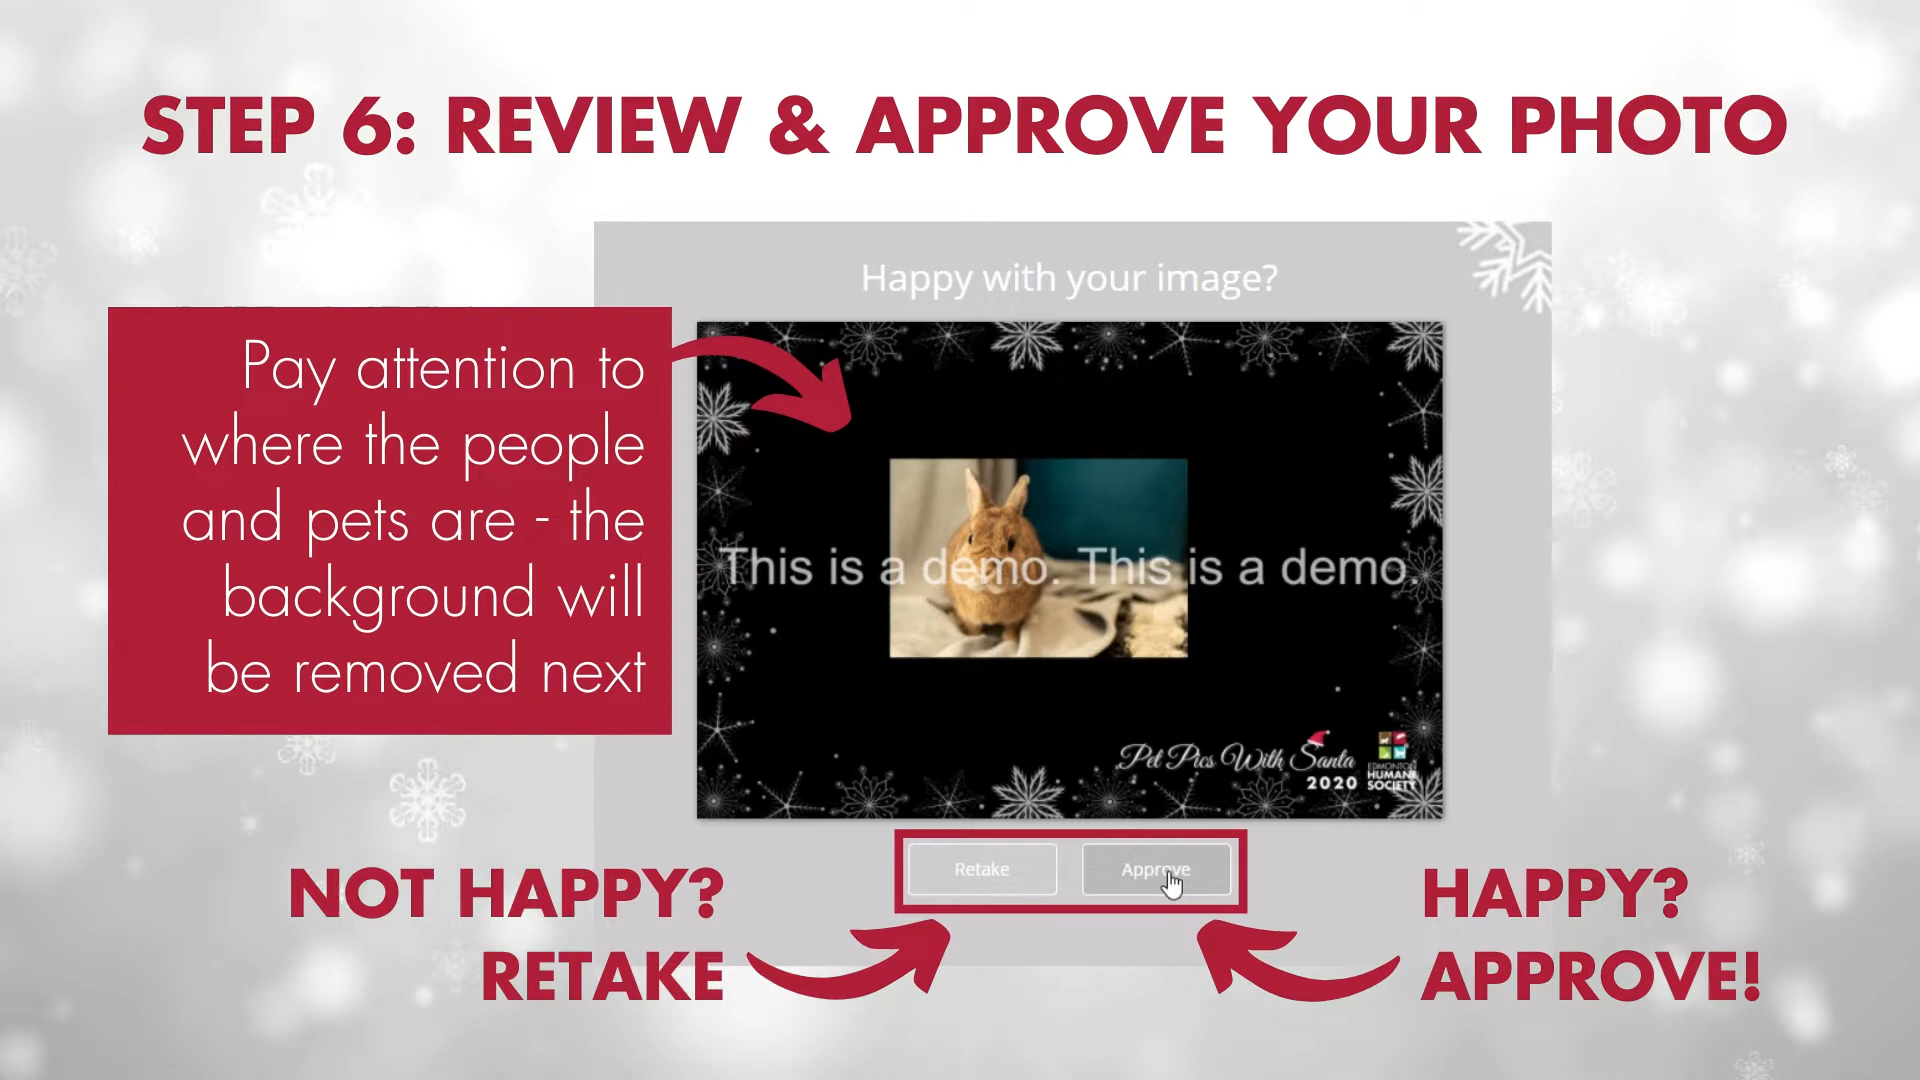 STEP 6: REVIEW & APPROVE YOUR PHOTO
Happy with your image?
Pay attention to
where the people
and pets are - the
background will
be removed next
This is a demo. This is a demo.
Pet Pics With Santa
2020
EDMONTON
HUMANE
SOCIETY
Retake
Approve
NOT HAPPY?
RETAKE
HAPPY?
APPROVE!